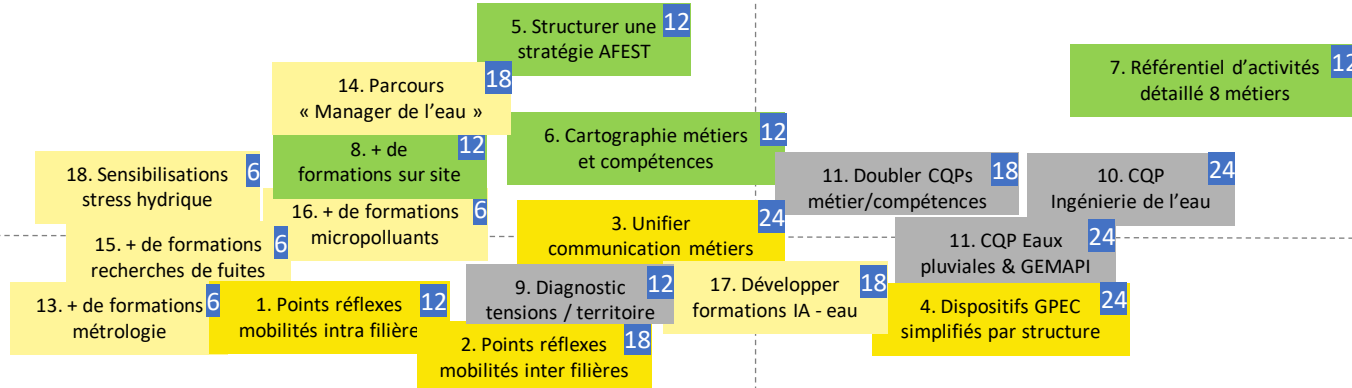 5. Structurer une
stratégie AFEST
12
7. Référentiel d'activités
détaillé 8 métiers
12
14. Parcours
« Manager de l'eau »
18
6. Cartographie métiers
et compétences
12
8. + de
formations sur site
12
18. Sensibilisations
stress hydrique
6
11. Doubler CQPs
métier/compétences
18
10. CQP
Ingénierie de l'eau
24
16. + de formations
micropolluants
6
3. Unifier
communication métiers
24
15. + de formations
recherches de fuites
6
11. CQP Eaux
pluviales & GEMAPI
24
13. + de formations
métrologie
6
1. Points réflexes
mobilités intra filière
12
9. Diagnostic
tensions / territoire
12
17. Développer
formations IA - eau
18
4. Dispositifs GPEC
simplifiés par structure
24
2. Points réflexes
mobilités inter filières
18